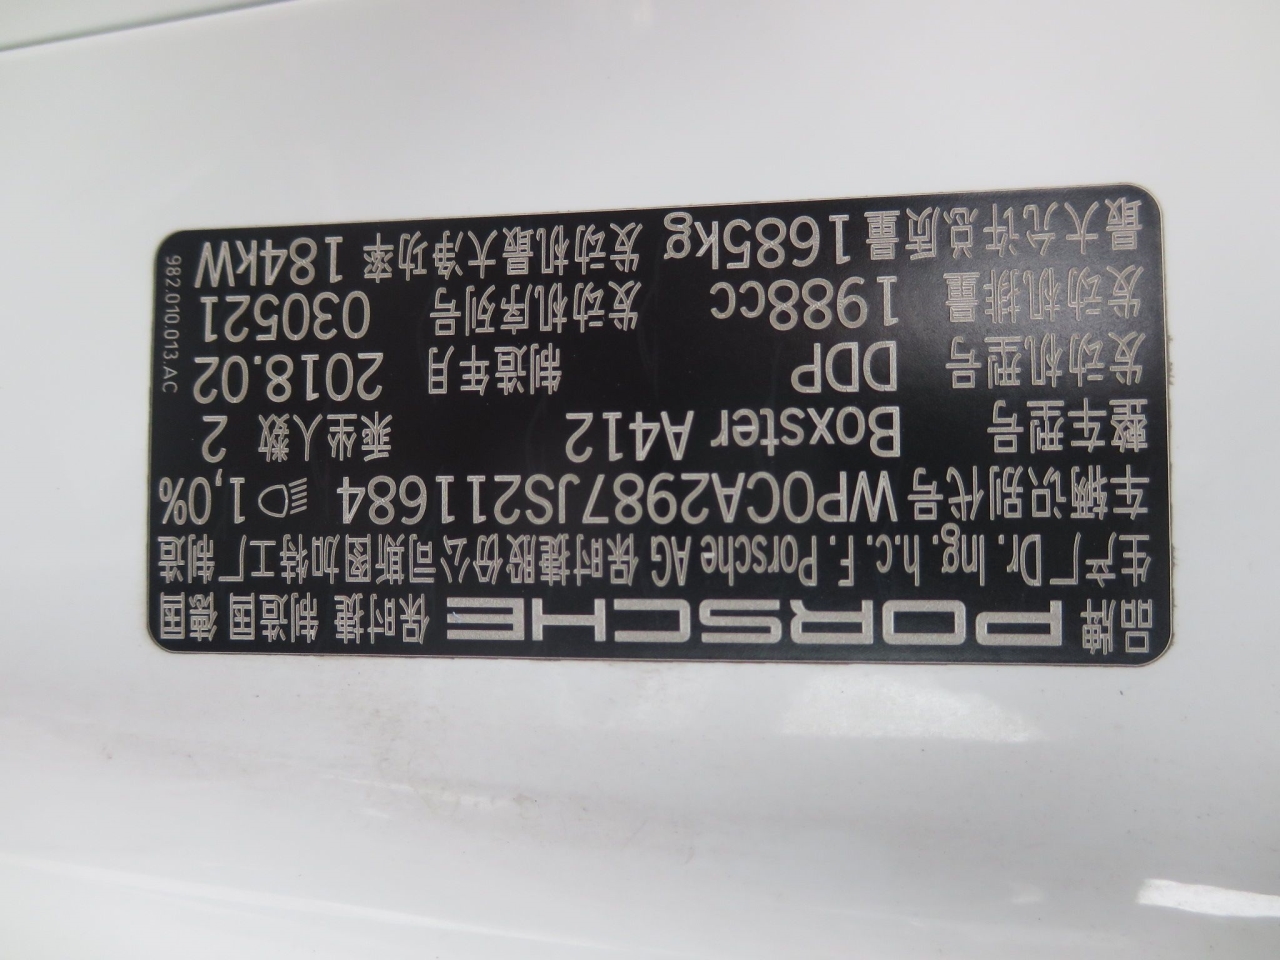 品牌 PORSCHE 保时捷 制造国 德国
生产厂 Dr. Ing. h.c. F. Porsche AG 保时捷股份公司斯图加特工厂制造
车辆识别代号 WP0CA2987JS211684 1,0%
整车型号 Boxster A412 乘坐人数 2
发动机型号 DDP 制造年月 2018.02
发动机排量 1988cc 发动机序列号 030521
最大允许总质量 1685kg 发动机最大净功率 184kW
982.010.013.AC